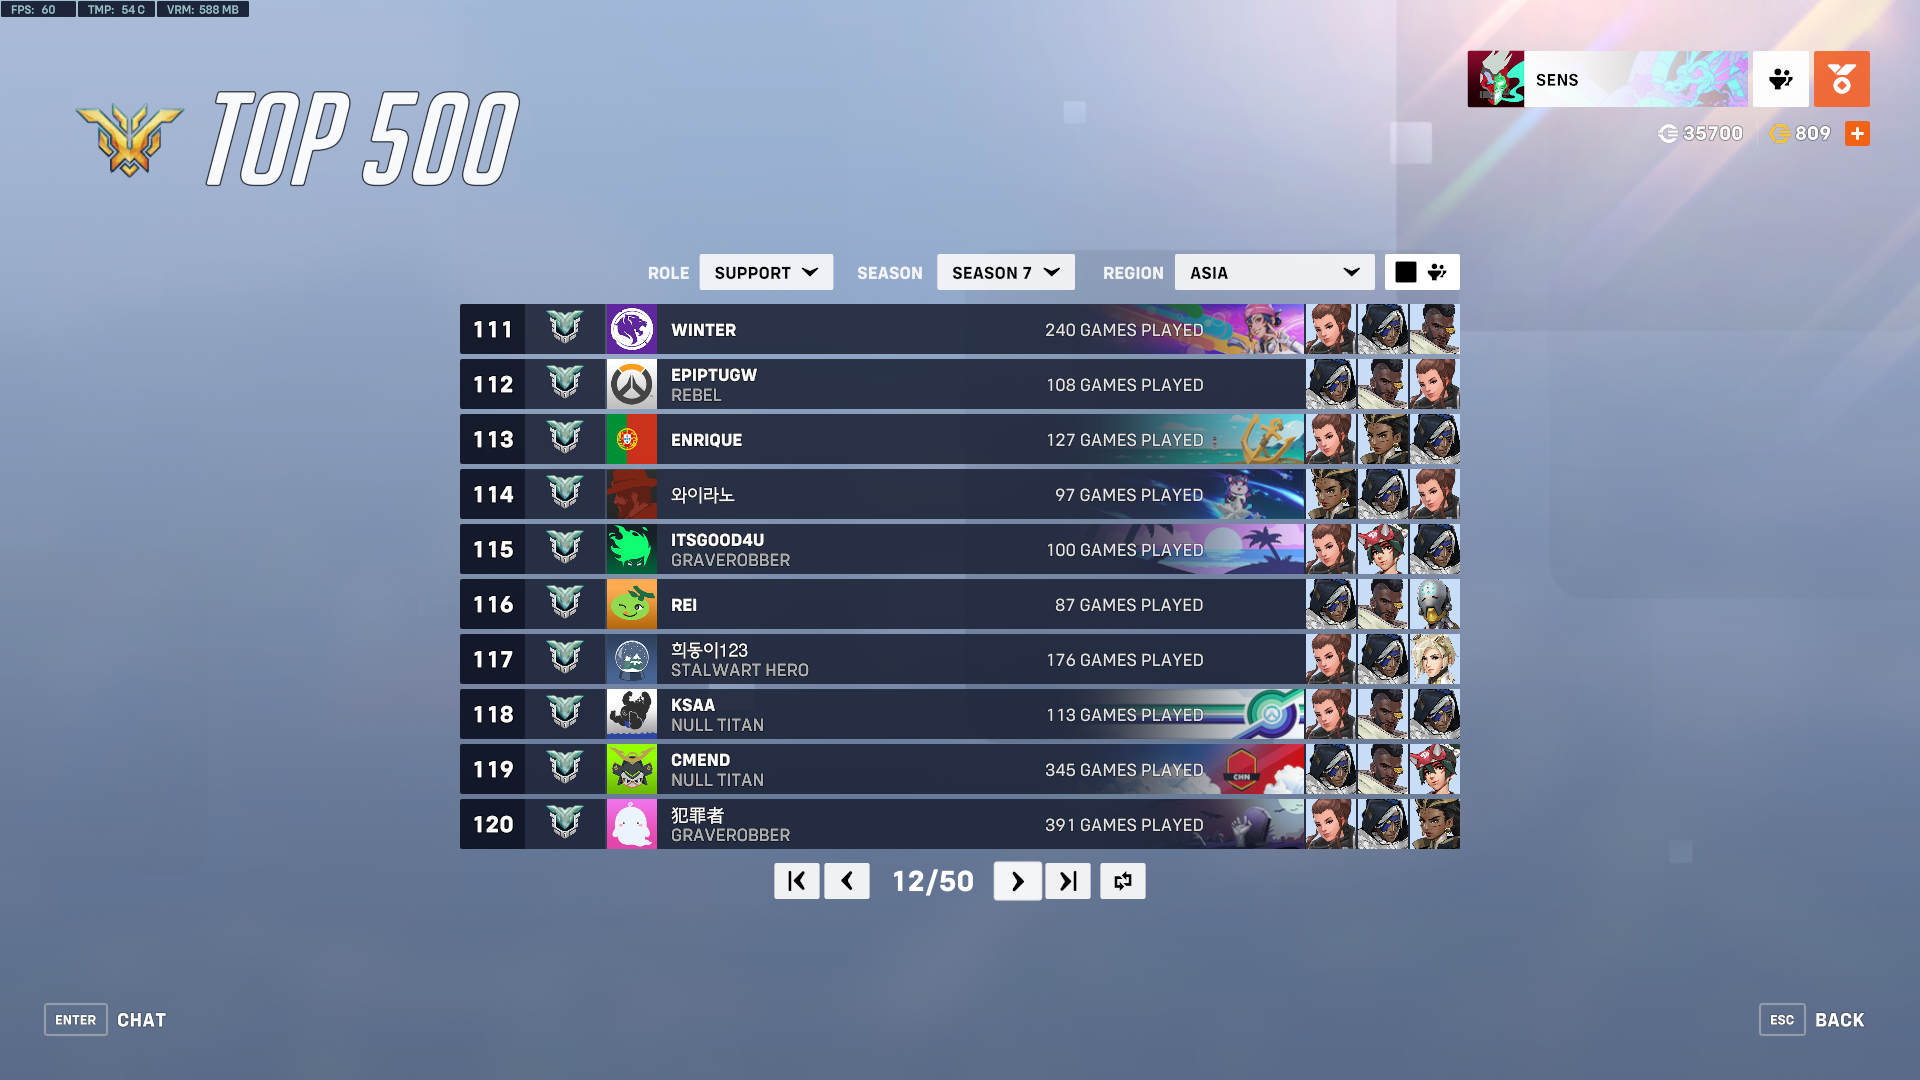 FPS: 60 TMP: 54 C VRM: 588 MB
TOP 500
SENS
35700 809
ROLE SUPPORT SEASON SEASON 7 REGION ASIA
111 WINTER 240 GAMES PLAYED
112 EPIPTUGW 108 GAMES PLAYED
REBEL
113 ENRIQUE 127 GAMES PLAYED
114 와이라노 97 GAMES PLAYED
115 ITSGOOD4U 100 GAMES PLAYED
GRAVEROBBER
116 REI 87 GAMES PLAYED
117 희동이123 176 GAMES PLAYED
STALWART HERO
118 KSAA 113 GAMES PLAYED
NULL TITAN
119 CMEND 345 GAMES PLAYED CHN
NULL TITAN
120 犯罪者 391 GAMES PLAYED
GRAVEROBBER
12/50
ENTER CHAT
ESC BACK